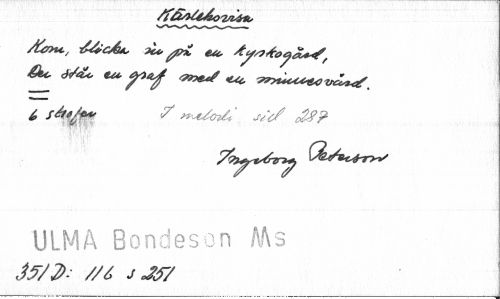 Kärleksvisa
Kom, blicka in på en kyrkogård,
Der står en graf med en minnesvård.
6 strofer I melodi sid 287
Ingeborg Peterson
ULMA Bondeson Ms
351 D: 116 s 251